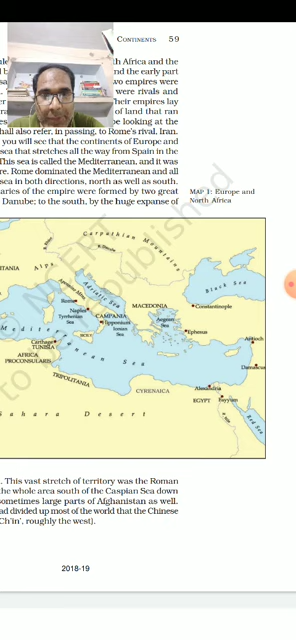 CONTINENTS 59
th Africa and the
nd the early part
wo empires were
were rivals and
heir empires lay
of land that ran
be looking at the
hall also refer, in passing, to Rome's rival, Iran.
you will see that the continents of Europe and
sea that stretches all the way from Spain in the
This sea is called the Mediterranean, and it was
re. Rome dominated the Mediterranean and all
sea in both directions, north as well as south.
aries of the empire were formed by two great
Danube; to the south, by the huge expanse of
MAP 1: Europe and
North Africa
Carpathian Mountains
R. Danube
Alps
ITANIA
Black Sea
Apennine Mts.
Adriatic Sea
Rome
Constantinople
MACEDONIA
Naples
Tyrrhenian
Sea
CAMPANIA
Hipponium
Ionian
Sea
Aegean
Sea
SICILY
Ephesus
Antioch
Mediterranean Sea
Carthage
TUNISIA
AFRICA
PROCONSULARIS
Damascus
TRIPOLITANIA
CYRENAICA
Alexandria
EGYPT
Fayyum
Red Sea
Sahara Desert
. This vast stretch of territory was the Roman
the whole area south of the Caspian Sea down
sometimes large parts of Afghanistan as well.
ad divided up most of the world that the Chinese
Ch'in', roughly the west).
2018-19